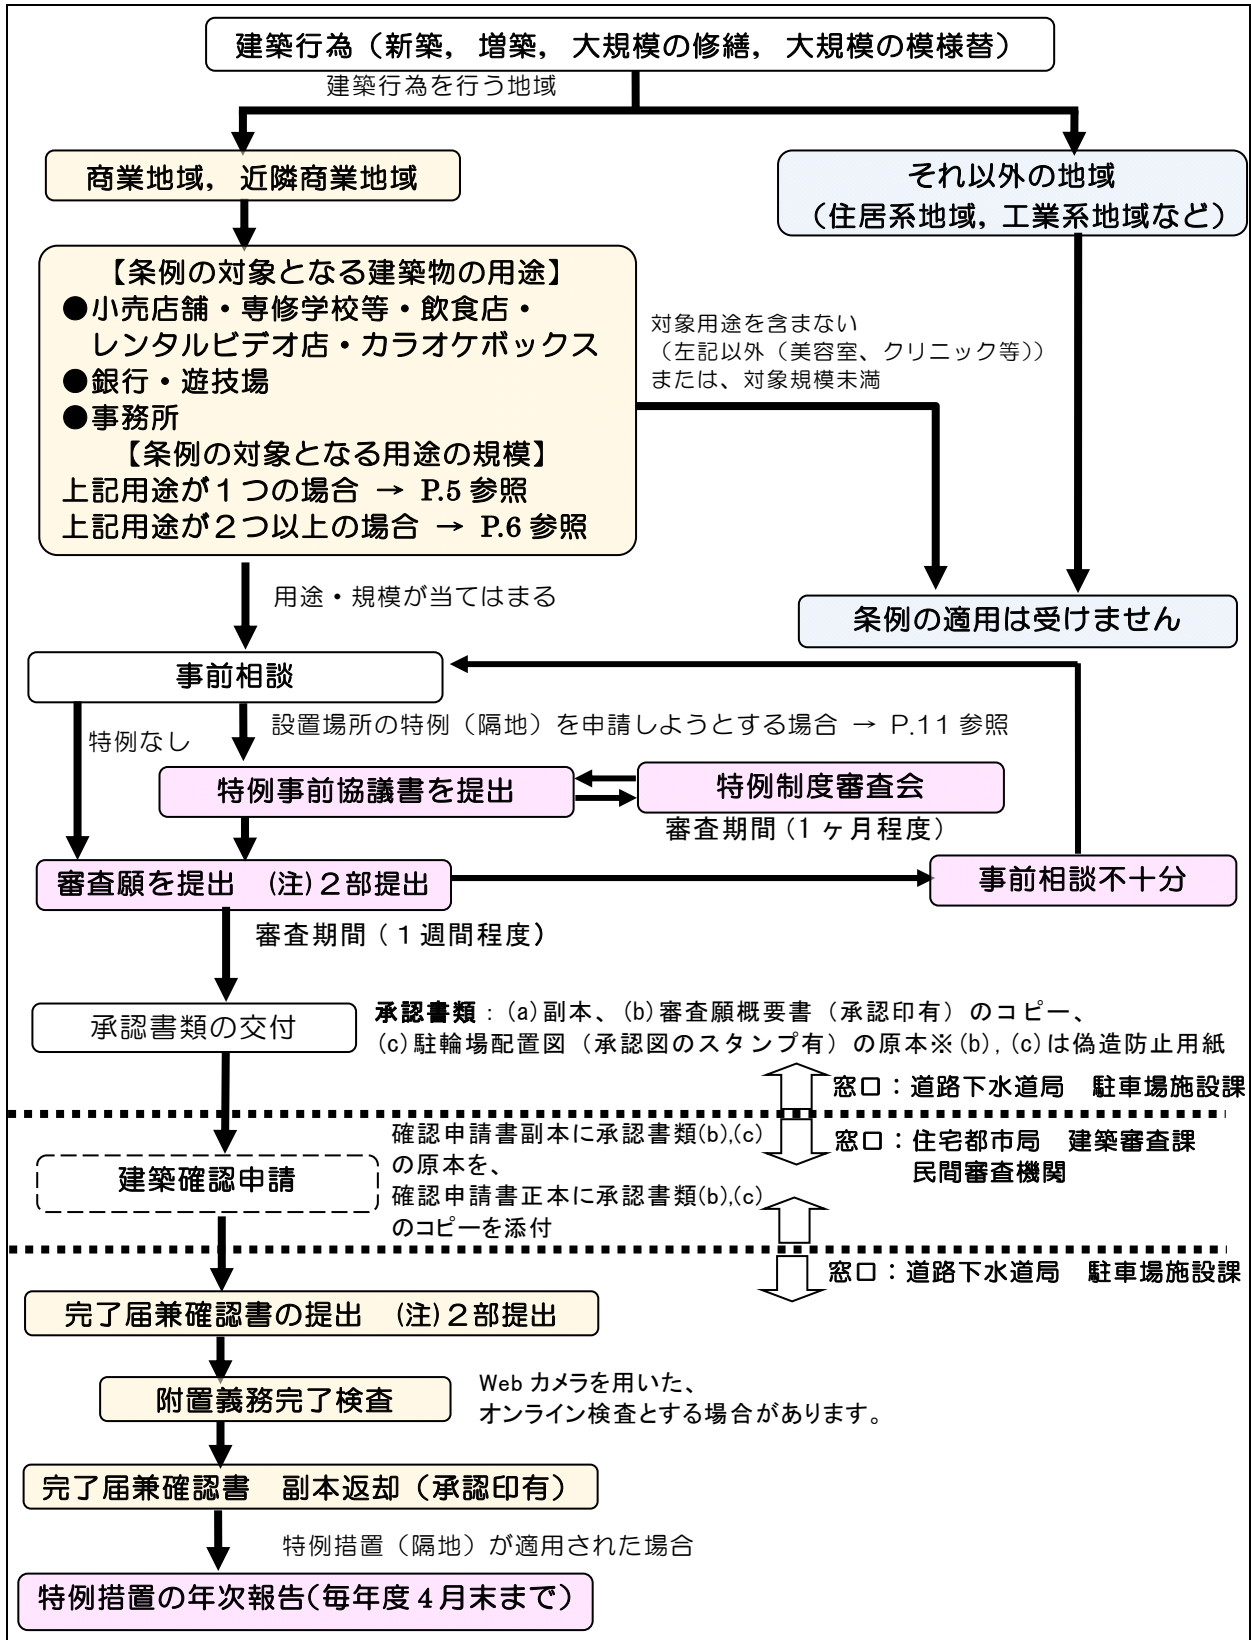 建築行為（新築，増築，大規模の修繕，大規模の模様替）
建築行為を行う地域
商業地域，近隣商業地域
それ以外の地域
（住居系地域，工業系地域など）
【条例の対象となる建築物の用途】
●小売店舗・専修学校等・飲食店・
レンタルビデオ店・カラオケボックス
●銀行・遊技場
●事務所
【条例の対象となる用途の規模】
上記用途が１つの場合 → P.5 参照
上記用途が２つ以上の場合 → P.6 参照
対象用途を含まない
（左記以外（美容室、クリニック等））
または、対象規模未満
用途・規模が当てはまる
条例の適用は受けません
事前相談
特例なし
設置場所の特例（隔地）を申請しようとする場合 → P.11 参照
特例事前協議書を提出
特例制度審査会
審査期間（1 ヶ月程度）
審査願を提出　(注)２部提出
事前相談不十分
審査期間（１週間程度）
承認書類の交付
承認書類：(a)副本、(b)審査願概要書（承認印有）のコピー、
(c)駐輪場配置図（承認図のスタンプ有）の原本※(b),(c)は偽造防止用紙
窓口：道路下水道局　駐車場施設課
確認申請書副本に承認書類(b),(c)
の原本を、
確認申請書正本に承認書類(b),(c)
のコピーを添付
窓口：住宅都市局　建築審査課
民間審査機関
建築確認申請
窓口：道路下水道局　駐車場施設課
完了届兼確認書の提出　(注)２部提出
附置義務完了検査
Web カメラを用いた、
オンライン検査とする場合があります。
完了届兼確認書　副本返却（承認印有）
特例措置（隔地）が適用された場合
特例措置の年次報告（毎年度４月末まで）